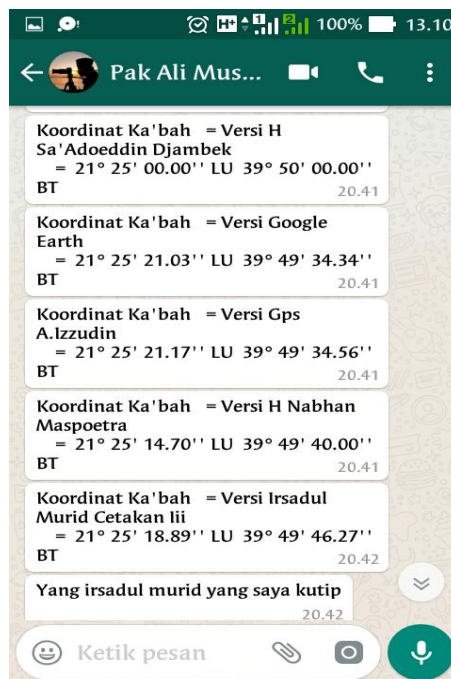 100% 13.10
Pak Ali Mus...
Koordinat Ka'bah = Versi H
Sa'Adoeddin Djambek
= 21° 25' 00.00'' LU 39° 50' 00.00''
BT
20.41
Koordinat Ka'bah = Versi Google
Earth
= 21° 25' 21.03'' LU 39° 49' 34.34''
BT
20.41
Koordinat Ka'bah = Versi Gps
A.Izzudin
= 21° 25' 21.17'' LU 39° 49' 34.56''
BT
20.41
Koordinat Ka'bah = Versi H Nabhan
Maspoetra
= 21° 25' 14.70'' LU 39° 49' 40.00''
BT
20.41
Koordinat Ka'bah = Versi Irsadul
Murid Cetakan Iii
= 21° 25' 18.89'' LU 39° 49' 46.27''
BT
20.42
Yang irsadul murid yang saya kutip
20.42
Ketik pesan